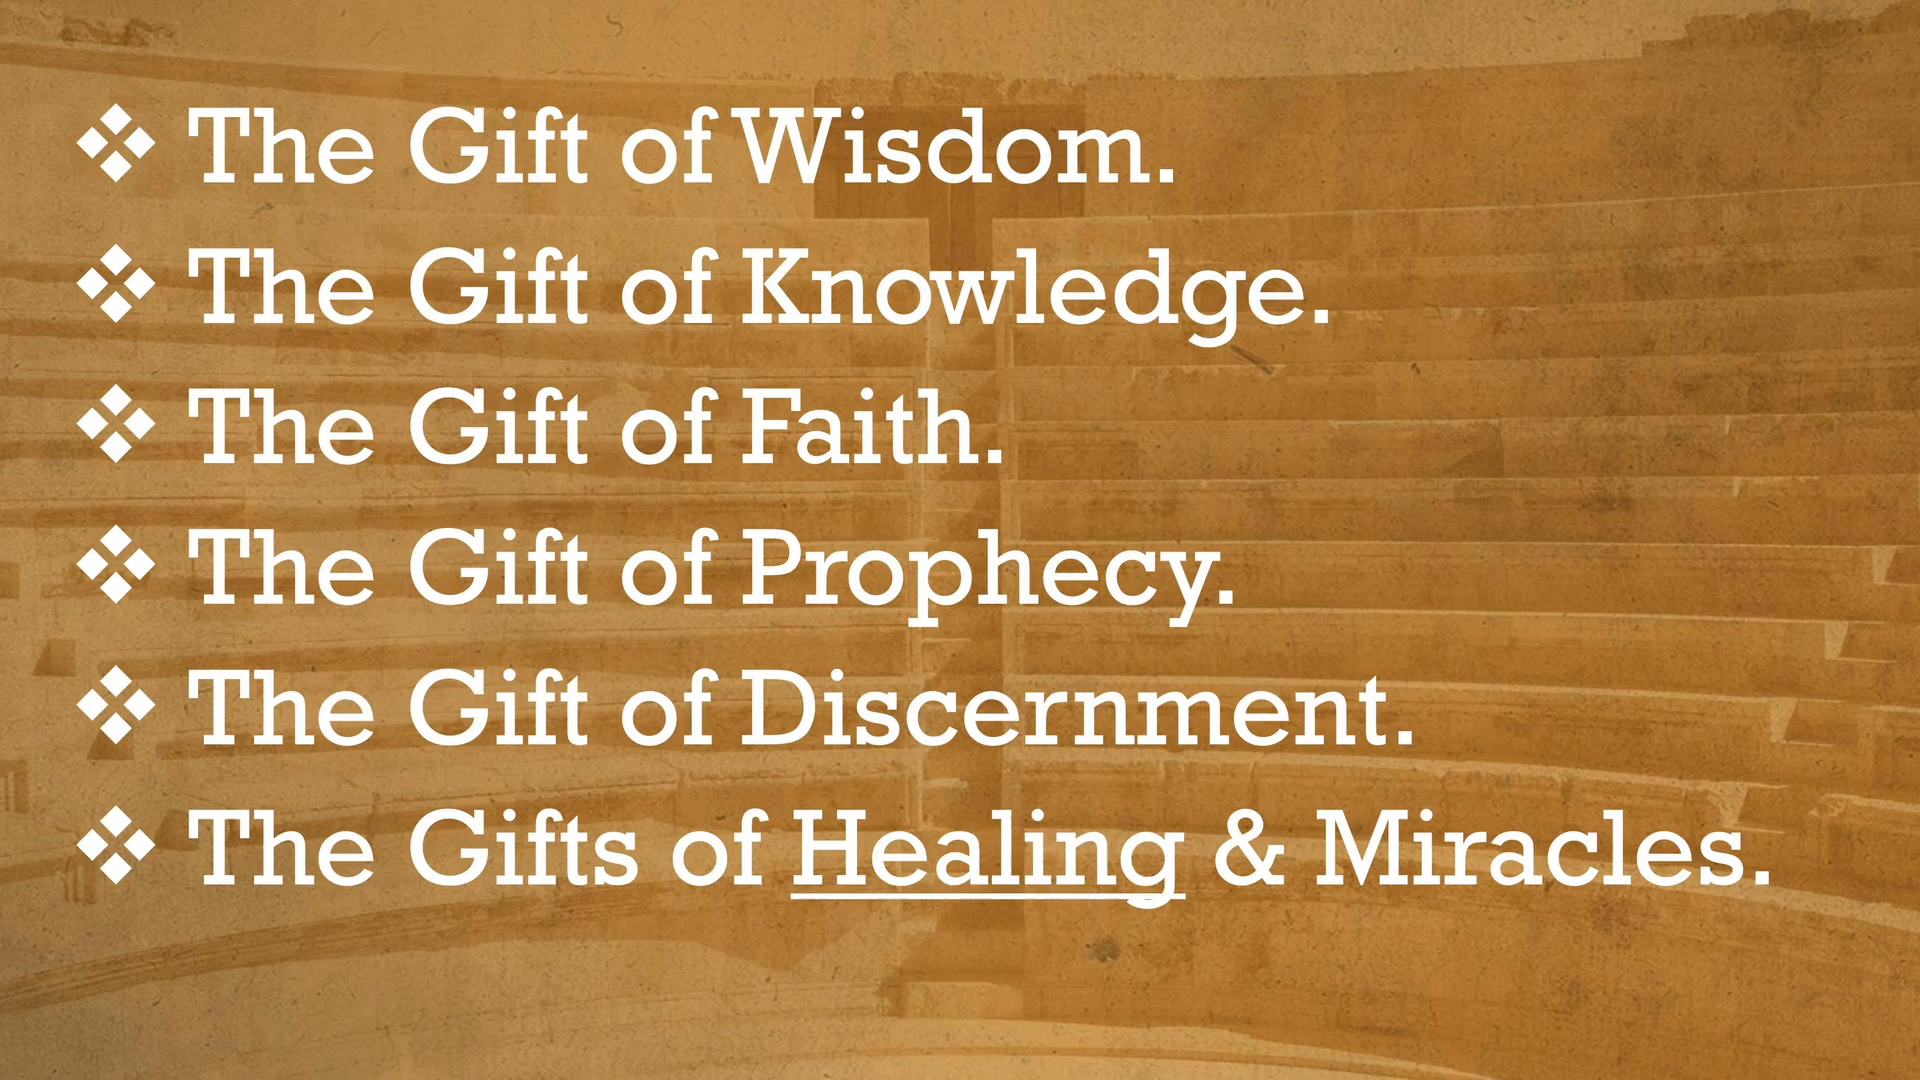 ❖ The Gift of Wisdom.
❖ The Gift of Knowledge.
❖ The Gift of Faith.
❖ The Gift of Prophecy.
❖ The Gift of Discernment.
❖ The Gifts of Healing & Miracles.